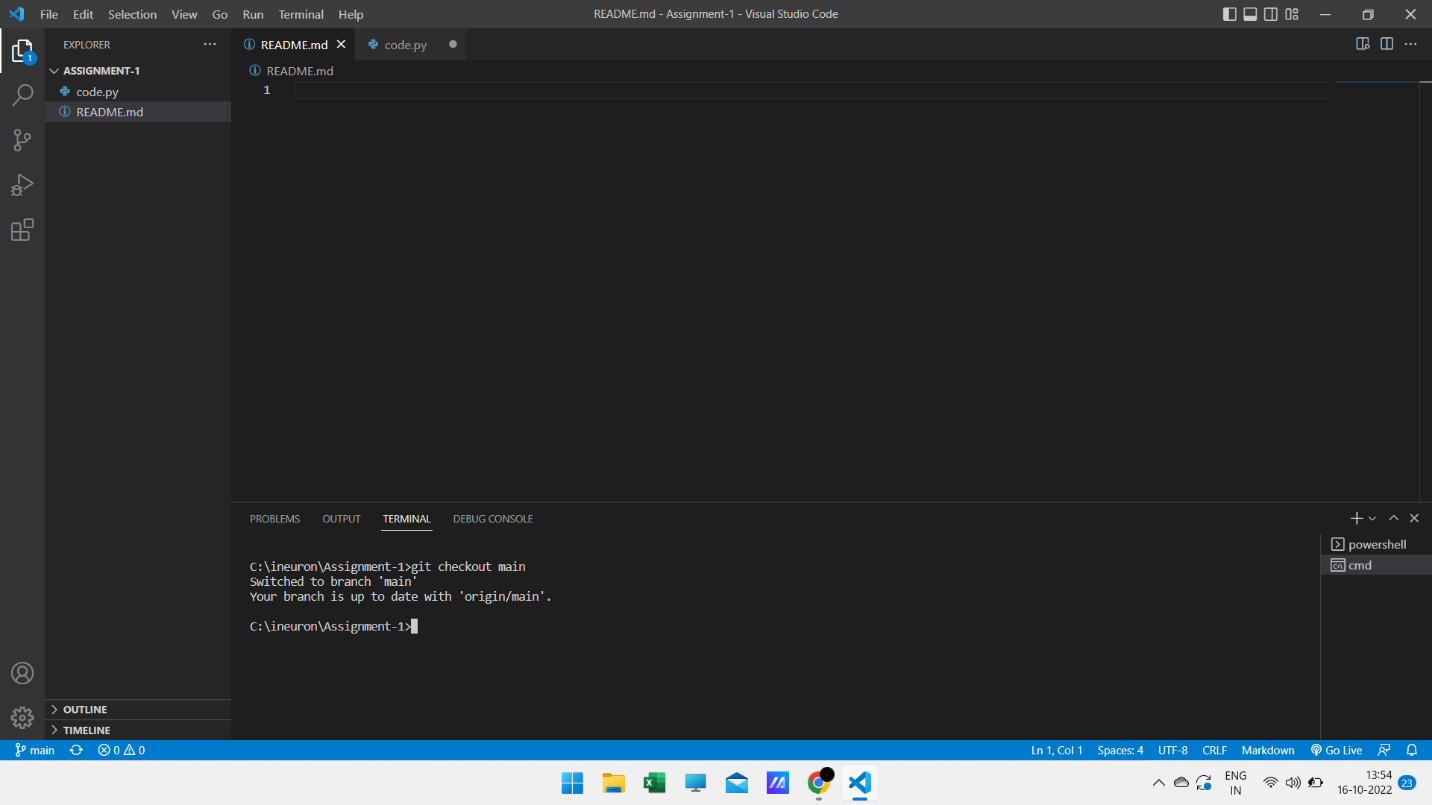 File Edit Selection View Go Run Terminal Help
README.md - Assignment-1 - Visual Studio Code
EXPLORER
README.md
code.py
1
ASSIGNMENT-1
README.md
code.py
1
README.md
PROBLEMS OUTPUT TERMINAL DEBUG CONSOLE
powershell
cmd
C:\ineuron\Assignment-1>git checkout main
Switched to branch 'main'
Your branch is up to date with 'origin/main'.
C:\ineuron\Assignment-1>
OUTLINE
TIMELINE
main 0 0
Ln 1, Col 1 Spaces: 4 UTF-8 CRLF Markdown Go Live
ENG
IN
13:54
16-10-2022
23